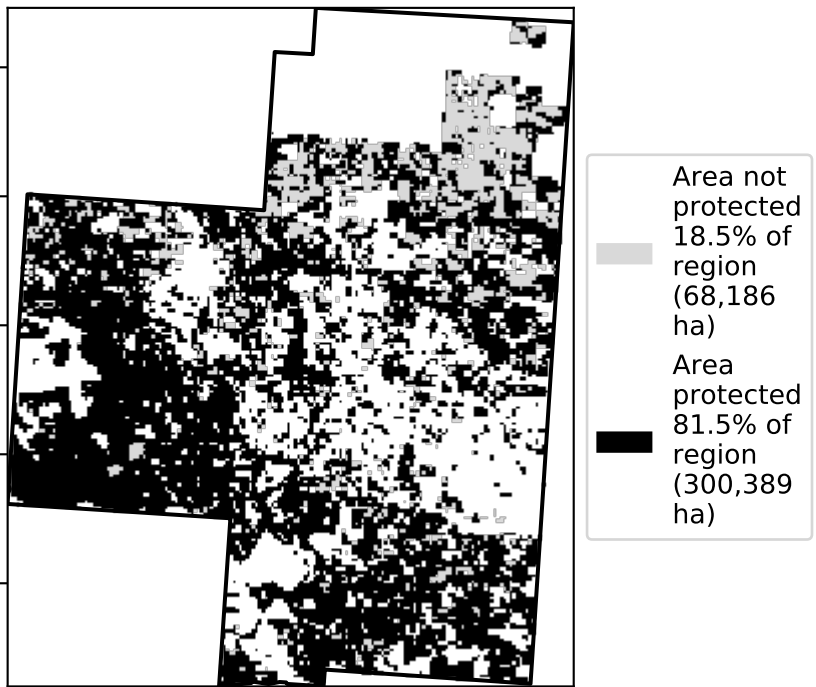 Area not
protected
18.5% of
region
(68,186
ha)
Area
protected
81.5% of
region
(300,389
ha)